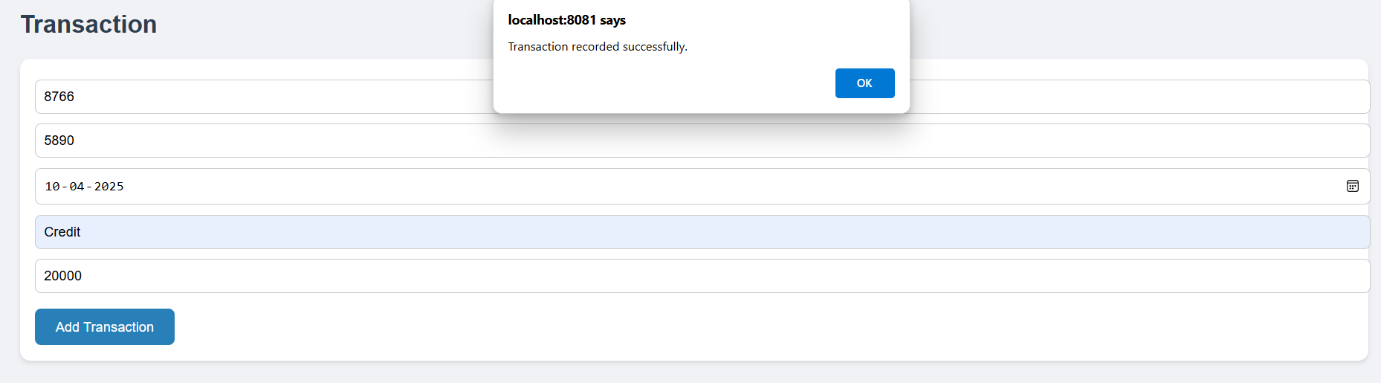 Transaction
localhost:8081 says
Transaction recorded successfully.
OK
8766
5890
10-04-2025
Credit
20000
Add Transaction